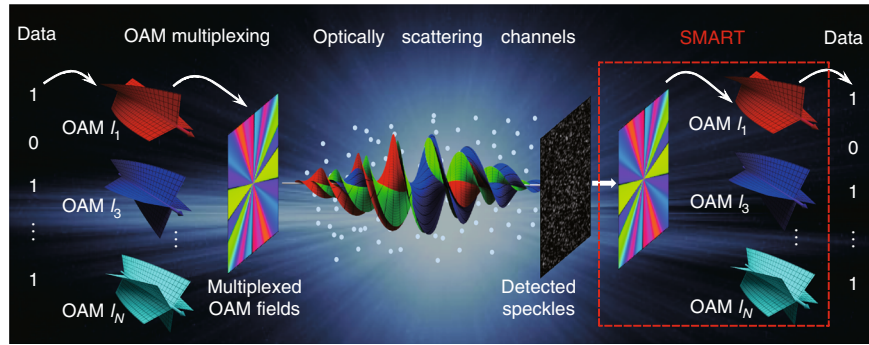 Data
OAM multiplexing
Optically scattering channels
SMART
Data
1
0
1
⋮
1
OAM l1
OAM l3
⋮
OAM lN
Multiplexed
OAM fields
Detected
speckles
OAM l1
OAM l3
⋮
OAM lN
1
0
1
⋮
1